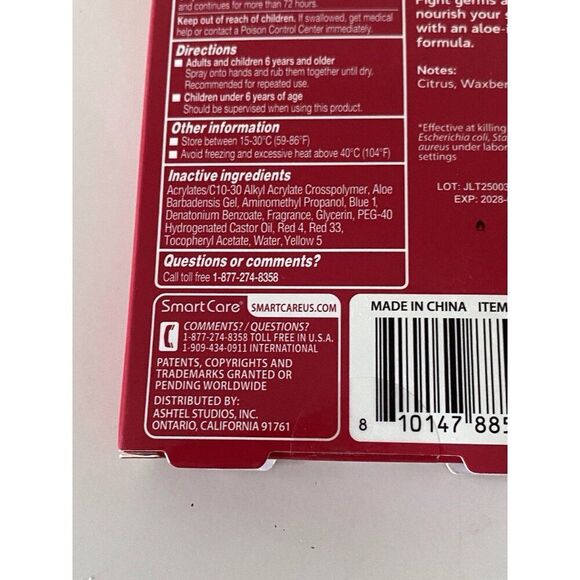 and continues for more than 72 hours.
Keep out of reach of children. If swallowed, get medical
help or contact a Poison Control Center immediately.
Directions
■ Adults and children 6 years and older
Spray onto hands and rub them together until dry.
Recommended for repeated use.
■ Children under 6 years of age
Should be supervised when using this product.
Other information
■ Store between 15-30°C (59-86°F)
■ Avoid freezing and excessive heat above 40°C (104°F)
Inactive ingredients
Acrylates/C10-30 Alkyl Acrylate Crosspolymer, Aloe
Barbadensis Gel, Aminomethyl Propanol, Blue 1,
Denatonium Benzoate, Fragrance, Glycerin, PEG-40
Hydrogenated Castor Oil, Red 4, Red 33,
Tocopheryl Acetate, Water, Yellow 5
Questions or comments?
Call toll free 1-877-274-8358
SmartCare® SMARTCAREUS.COM
COMMENTS? / QUESTIONS?
1-877-274-8358 TOLL FREE IN U.S.A.
1-909-434-0911 INTERNATIONAL
PATENTS, COPYRIGHTS AND
TRADEMARKS GRANTED OR
PENDING WORLDWIDE
DISTRIBUTED BY:
ASHTEL STUDIOS, INC.
ONTARIO, CALIFORNIA 91761
Fight germs a
nourish your s
with an aloe-i
formula.
Notes:
Citrus, Waxber
*Effective at killing
Escherichia coli, Sta
aureus under labor
settings
LOT: JLT25003
EXP: 2028-
MADE IN CHINA ITEM
8 10147 885